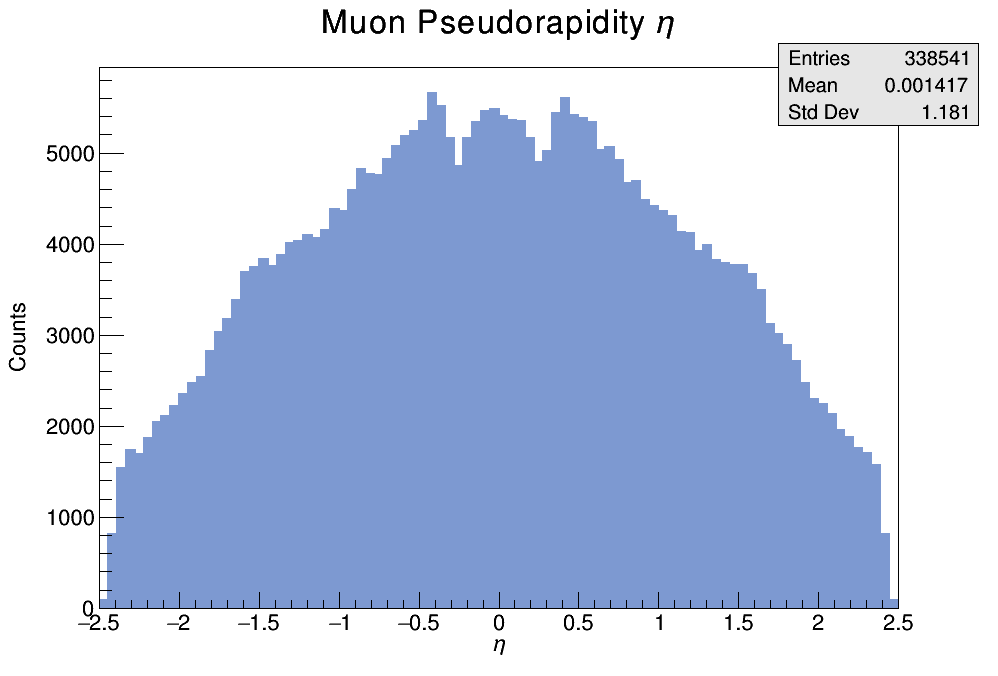 Muon Pseudorapidity η
Entries 338541
Mean 0.001417
Std Dev 1.181
Counts
5000
4000
3000
2000
1000
0
−2.5 −2 −1.5 −1 −0.5 0 0.5 1 1.5 2 2.5
η